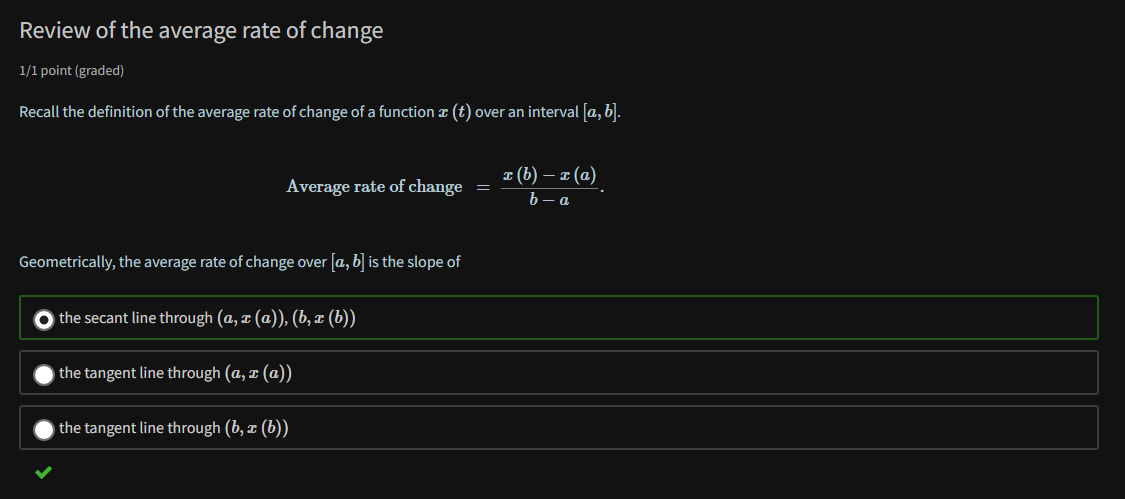 Review of the average rate of change
1/1 point (graded)
Recall the definition of the average rate of change of a function x (t) over an interval [a, b].
Average rate of change = \frac{x (b) − x (a)}{b − a}.
Geometrically, the average rate of change over [a, b] is the slope of
the secant line through (a, x (a)), (b, x (b))
the tangent line through (a, x (a))
the tangent line through (b, x (b))